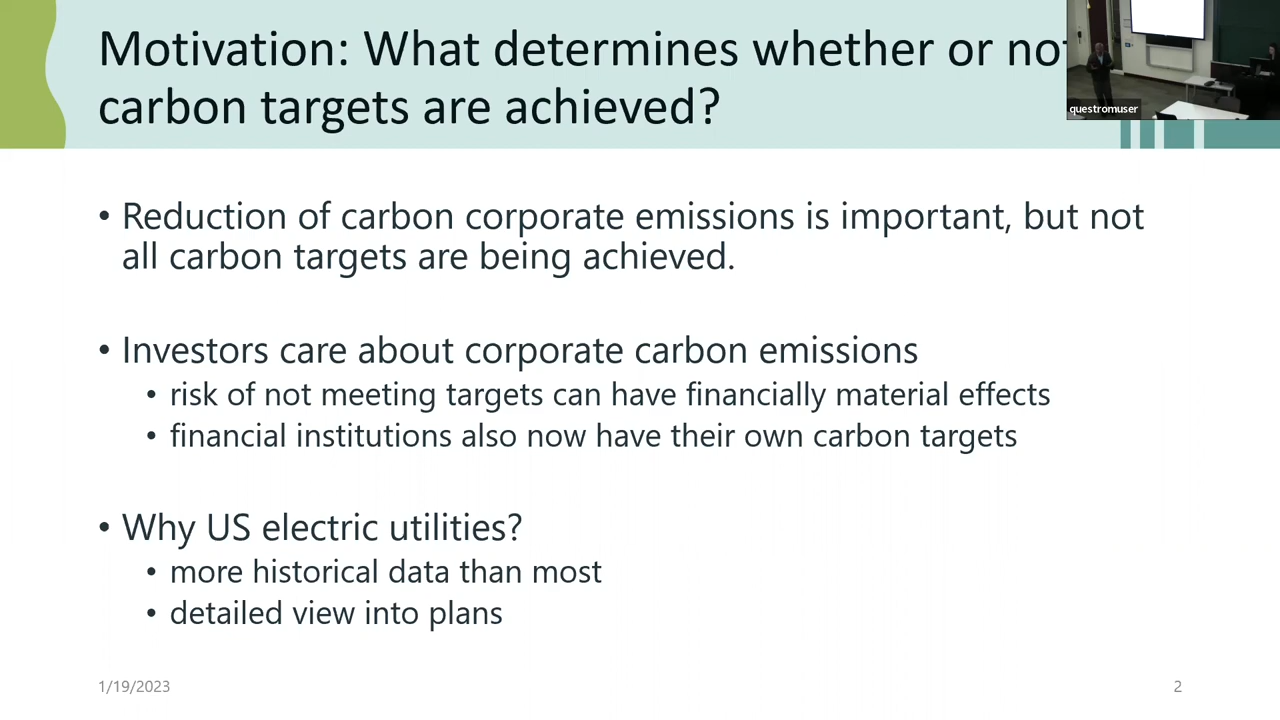 Motivation: What determines whether or not
carbon targets are achieved?
questromuser
• Reduction of carbon corporate emissions is important, but not
all carbon targets are being achieved.
• Investors care about corporate carbon emissions
• risk of not meeting targets can have financially material effects
• financial institutions also now have their own carbon targets
• Why US electric utilities?
• more historical data than most
• detailed view into plans
1/19/2023
2